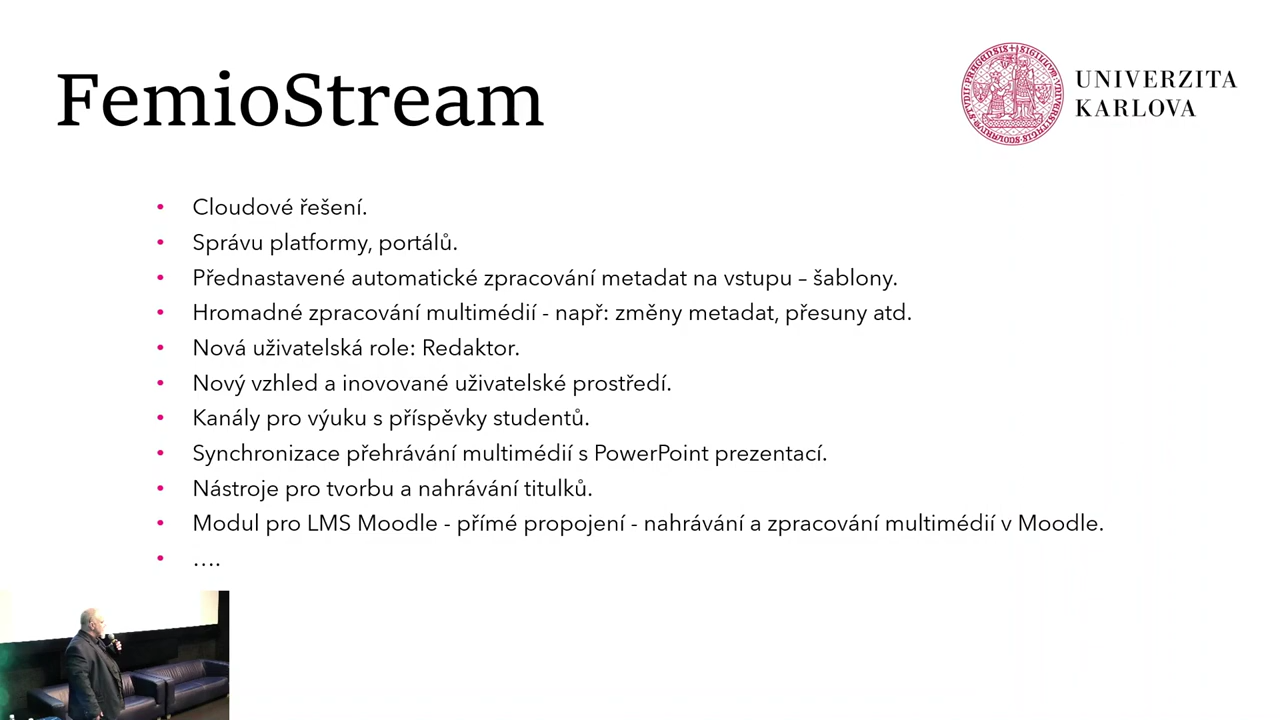 FemioStream
UNIVERZITA
KARLOVA
• Cloudové řešení.
• Správu platformy, portálů.
• Přednastavené automatické zpracování metadat na vstupu – šablony.
• Hromadné zpracování multimédií - např: změny metadat, přesuny atd.
• Nová uživatelská role: Redaktor.
• Nový vzhled a inovované uživatelské prostředí.
• Kanály pro výuku s příspěvky studentů.
• Synchronizace přehrávání multimédií s PowerPoint prezentací.
• Nástroje pro tvorbu a nahrávání titulků.
• Modul pro LMS Moodle - přímé propojení - nahrávání a zpracování multimédií v Moodle.
• ….